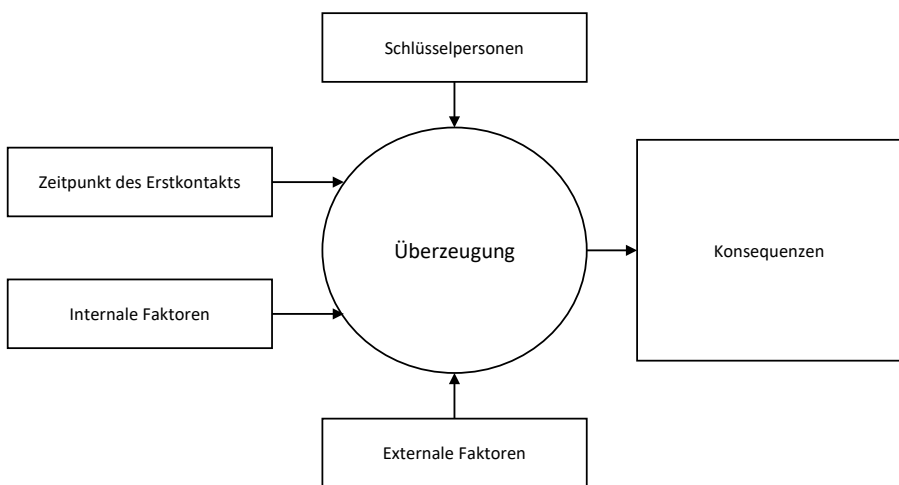 Schlüsselpersonen
Zeitpunkt des Erstkontakts
Überzeugung
Konsequenzen
Internale Faktoren
Externale Faktoren